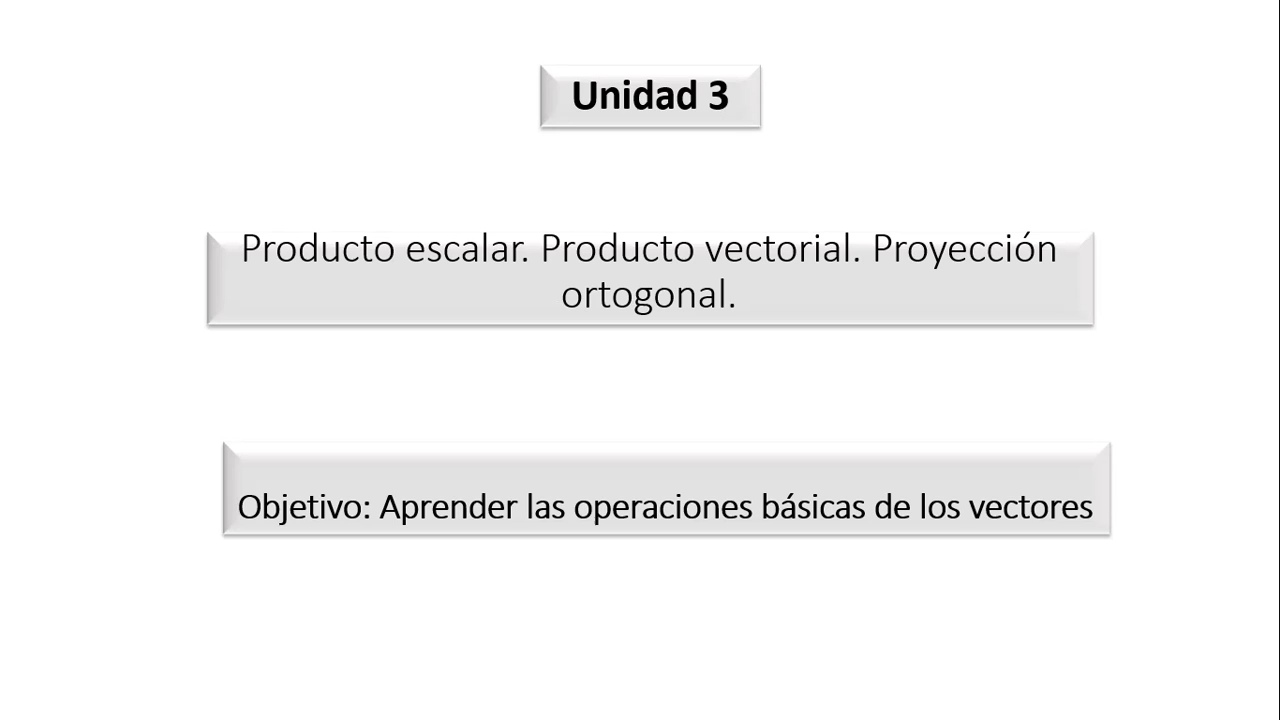 Unidad 3
Producto escalar. Producto vectorial. Proyección
ortogonal.
Objetivo: Aprender las operaciones básicas de los vectores